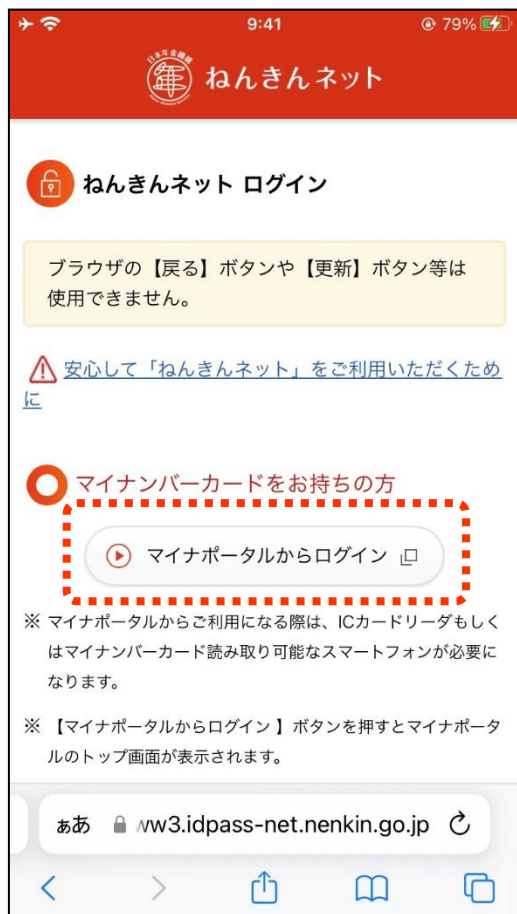 9:41
79%
日本年金機構
年
ねんきんネット
ねんきんネット ログイン
ブラウザの【戻る】ボタンや【更新】ボタン等は
使用できません。
安心して「ねんきんネット」をご利用いただくため
に
マイナンバーカードをお持ちの方
マイナポータルからログイン
※ マイナポータルからご利用になる際は、ICカードリーダもしく
はマイナンバーカード読み取り可能なスマートフォンが必要に
なります。
※ 【マイナポータルからログイン 】ボタンを押すとマイナポータ
ルのトップ画面が表示されます。
ぁあ ww3.idpass-net.nenkin.go.jp